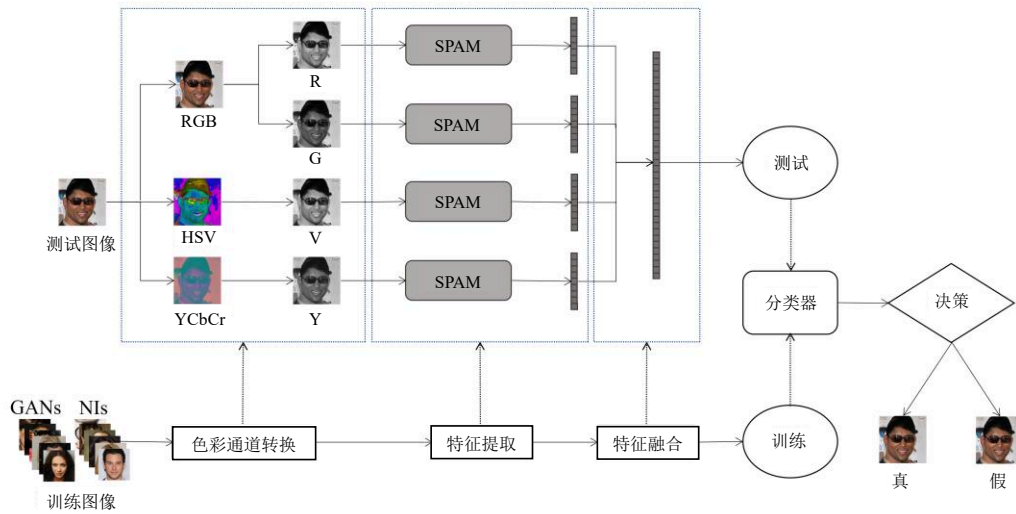 SPAM
R
RGB
SPAM
G
测试
测试图像
HSV
V
SPAM
YCbCr
Y
SPAM
分类器
决策
GANs
NIs
色彩通道转换
特征提取
特征融合
训练
训练图像
真
假